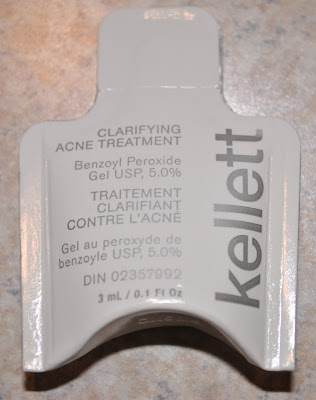 CLARIFYING
ACNE TREATMENT
Benzoyl Peroxide
Gel USP, 5.0%
TRAITEMENT
CLARIFIANT
CONTRE L'ACNÉ
Gel au peroxyde de
benzoyle USP, 5.0%
DIN 02357992
3 mL / 0.1 Fl Oz
kellett